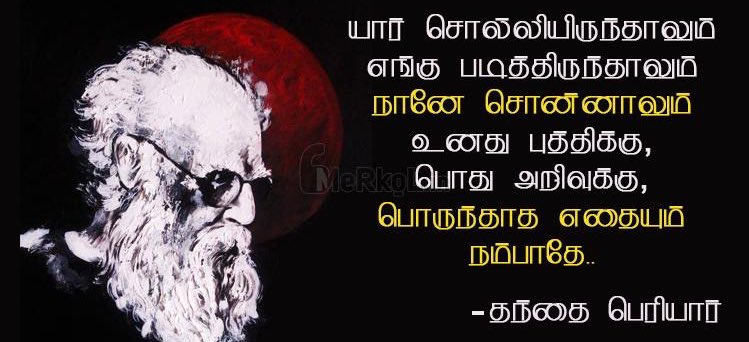 யார் சொல்லியிருந்தாலும்
எங்கு படித்திருந்தாலும்
நானே சொன்னாலும்
உனது புத்திக்கு,
பொது அறிவுக்கு,
பொருந்தாத எதையும்
நம்பாதே..
-தந்தை பெரியார்